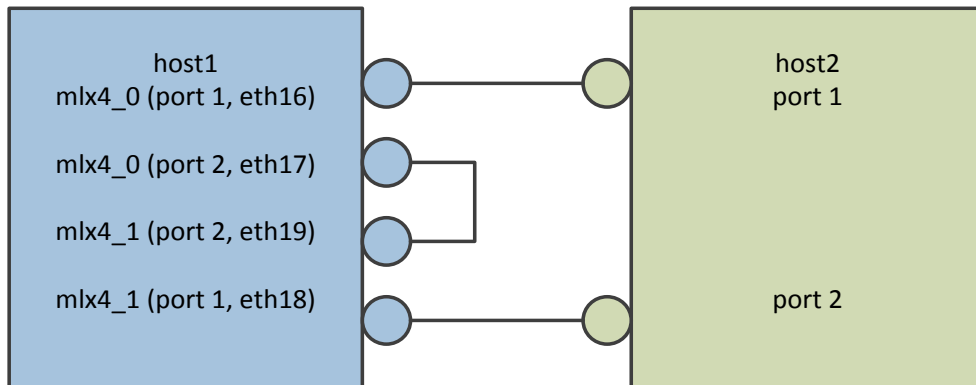 host1
mlx4_0 (port 1, eth16)
mlx4_0 (port 2, eth17)
mlx4_1 (port 2, eth19)
mlx4_1 (port 1, eth18)
host2
port 1
port 2